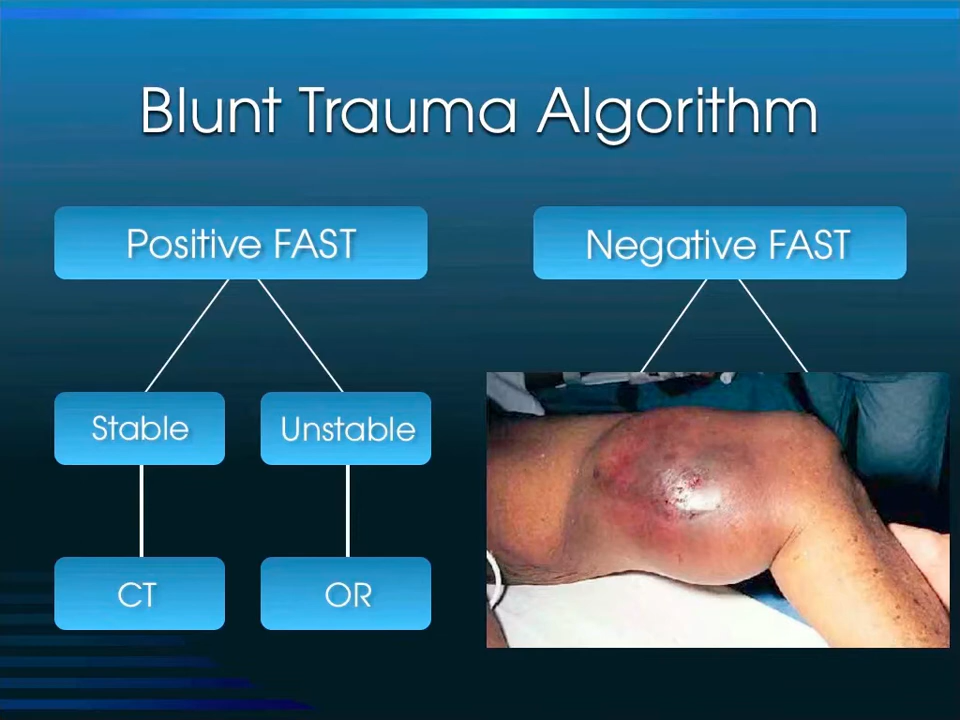 Blunt Trauma Algorithm
Positive FAST
Negative FAST
Stable
Unstable
CT
OR